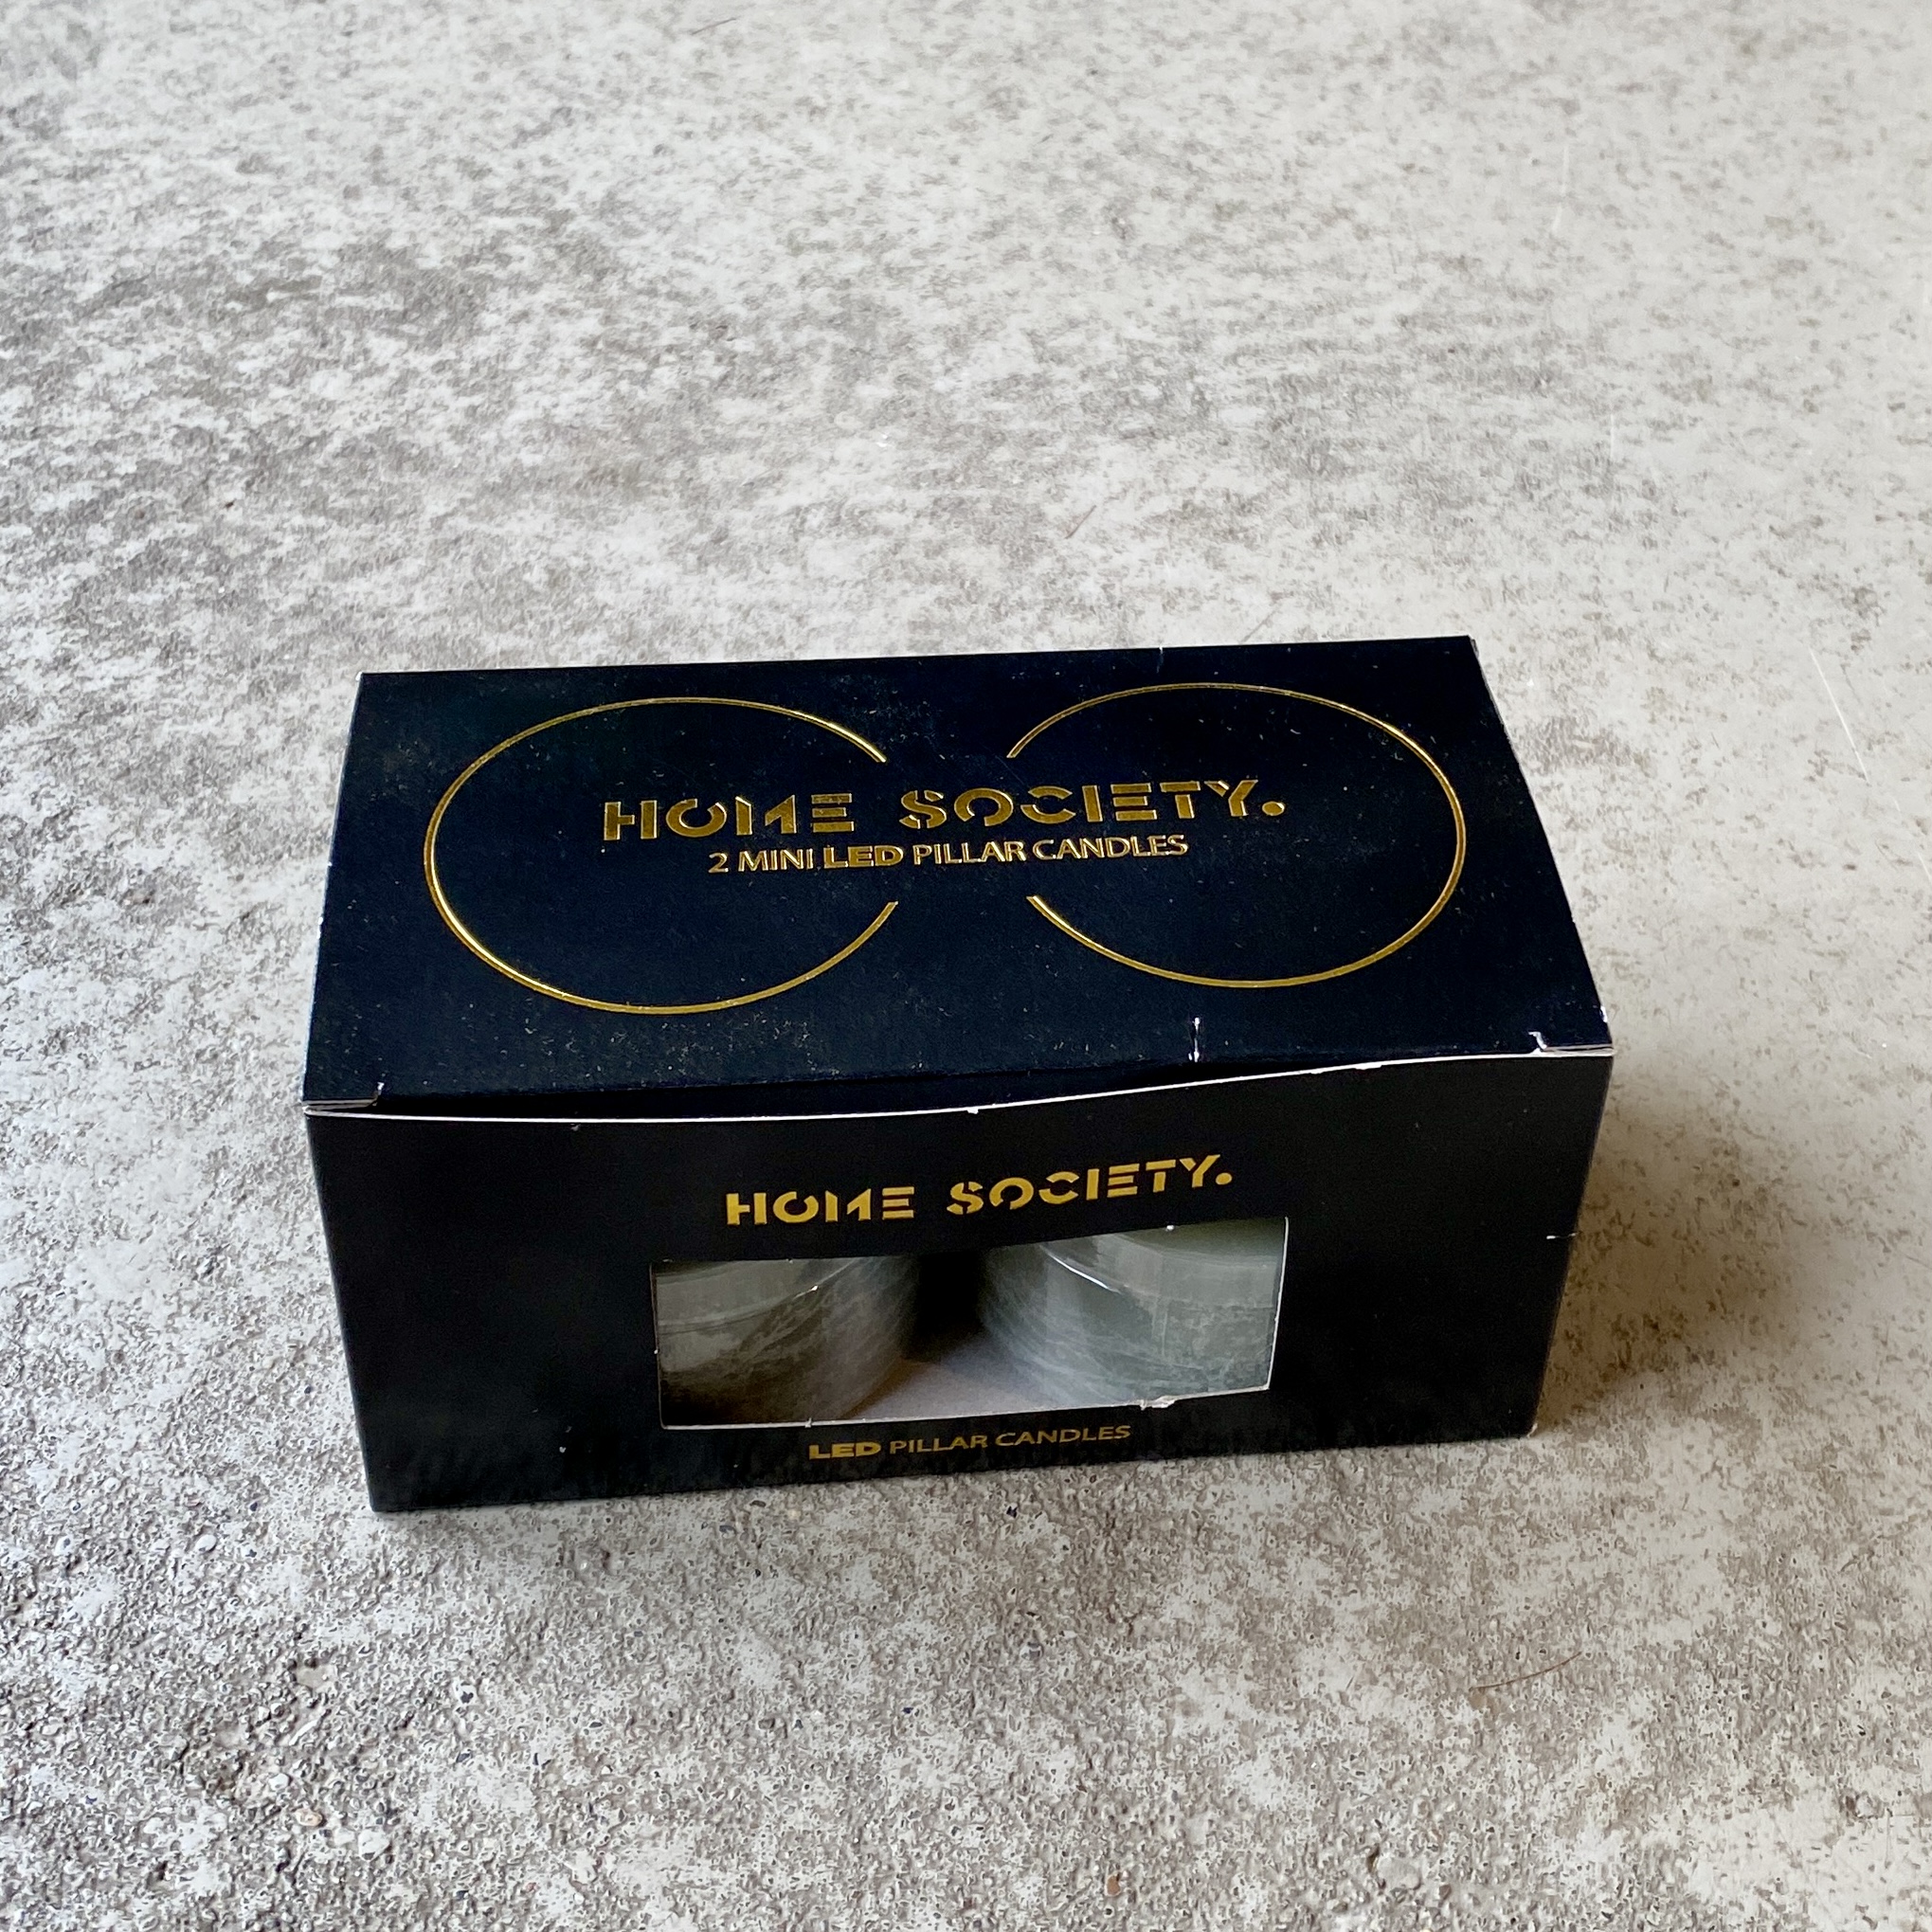 HOME SOCIETY.
2 MINI LED PILLAR CANDLES
HOME SOCIETY.
LED PILLAR CANDLES